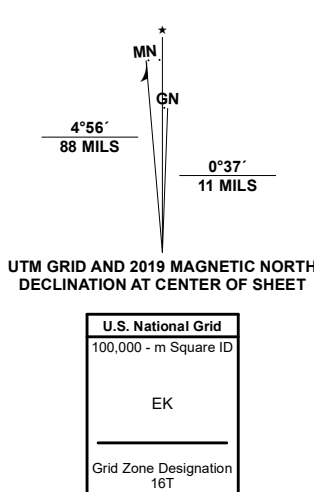 MN
GN
4°56´
88 MILS
0°37´
11 MILS
UTM GRID AND 2019 MAGNETIC NORTH
DECLINATION AT CENTER OF SHEET
U.S. National Grid
100,000 - m Square ID
EK
Grid Zone Designation
16T